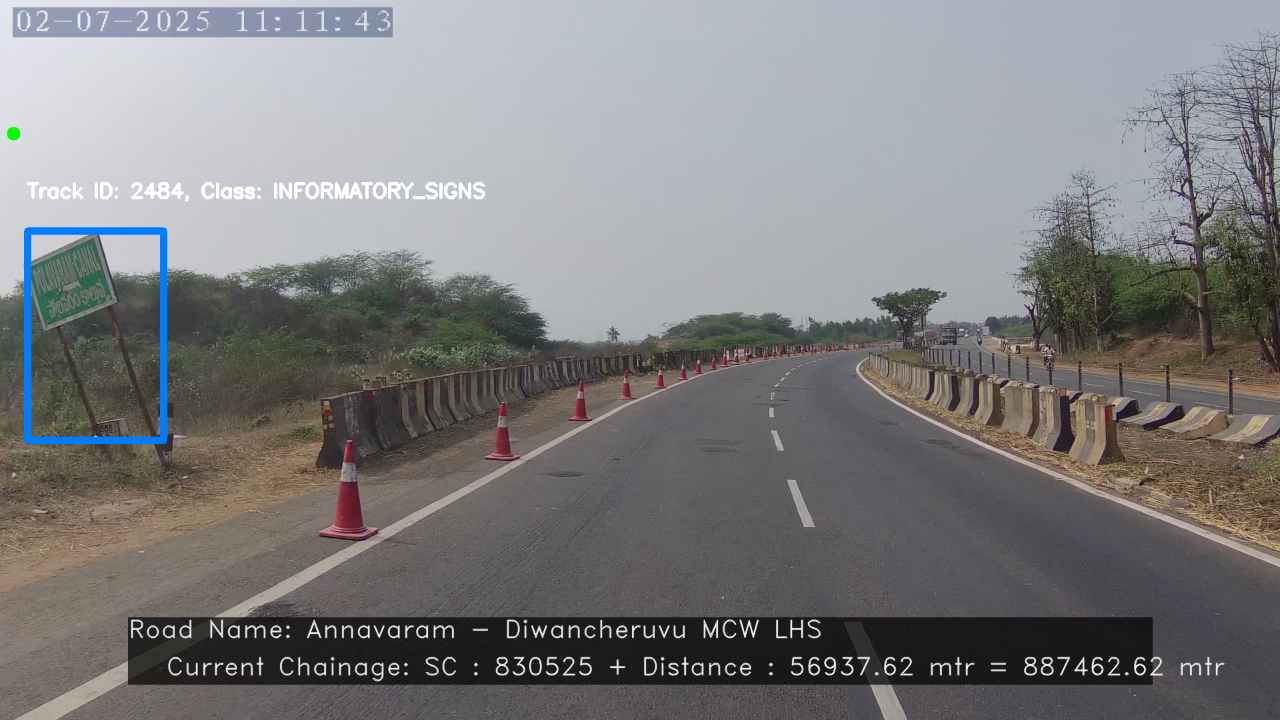 02-07-2025 11:11:43
Track ID: 2484, Class: INFORMATORY_SIGNS
CANAL
Road Name: Annavaram - Diwancheruvu MCW LHS
Current Chainage: SC : 830525 + Distance : 56937.62 mtr = 887462.62 mtr